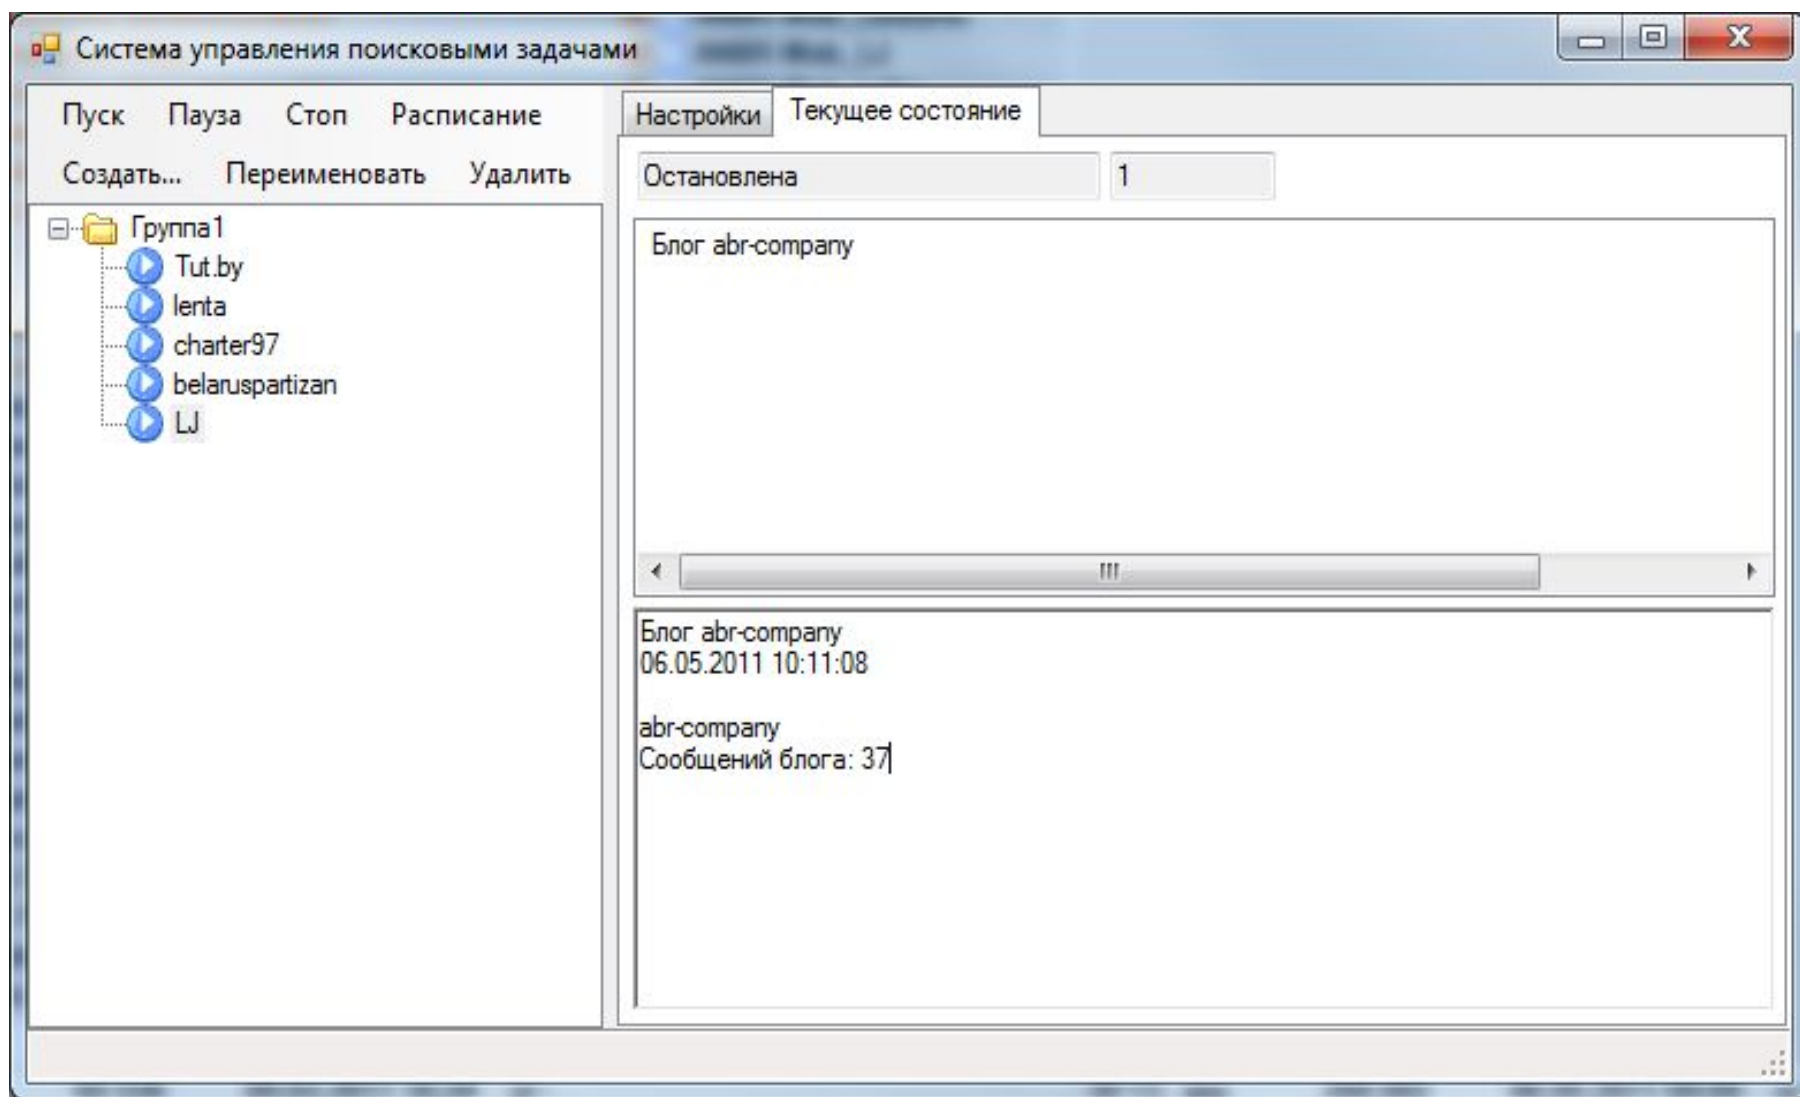 Система управления поисковыми задачами
Пуск Пауза Стоп Расписание
Создать... Переименовать Удалить
Группа1
Tut.by
lenta
charter97
belaruspartizan
LJ
Настройки Текущее состояние
Остановлена 1
Блог abr-company
Блог abr-company
06.05.2011 10:11:08
abr-company
Сообщений блога: 37